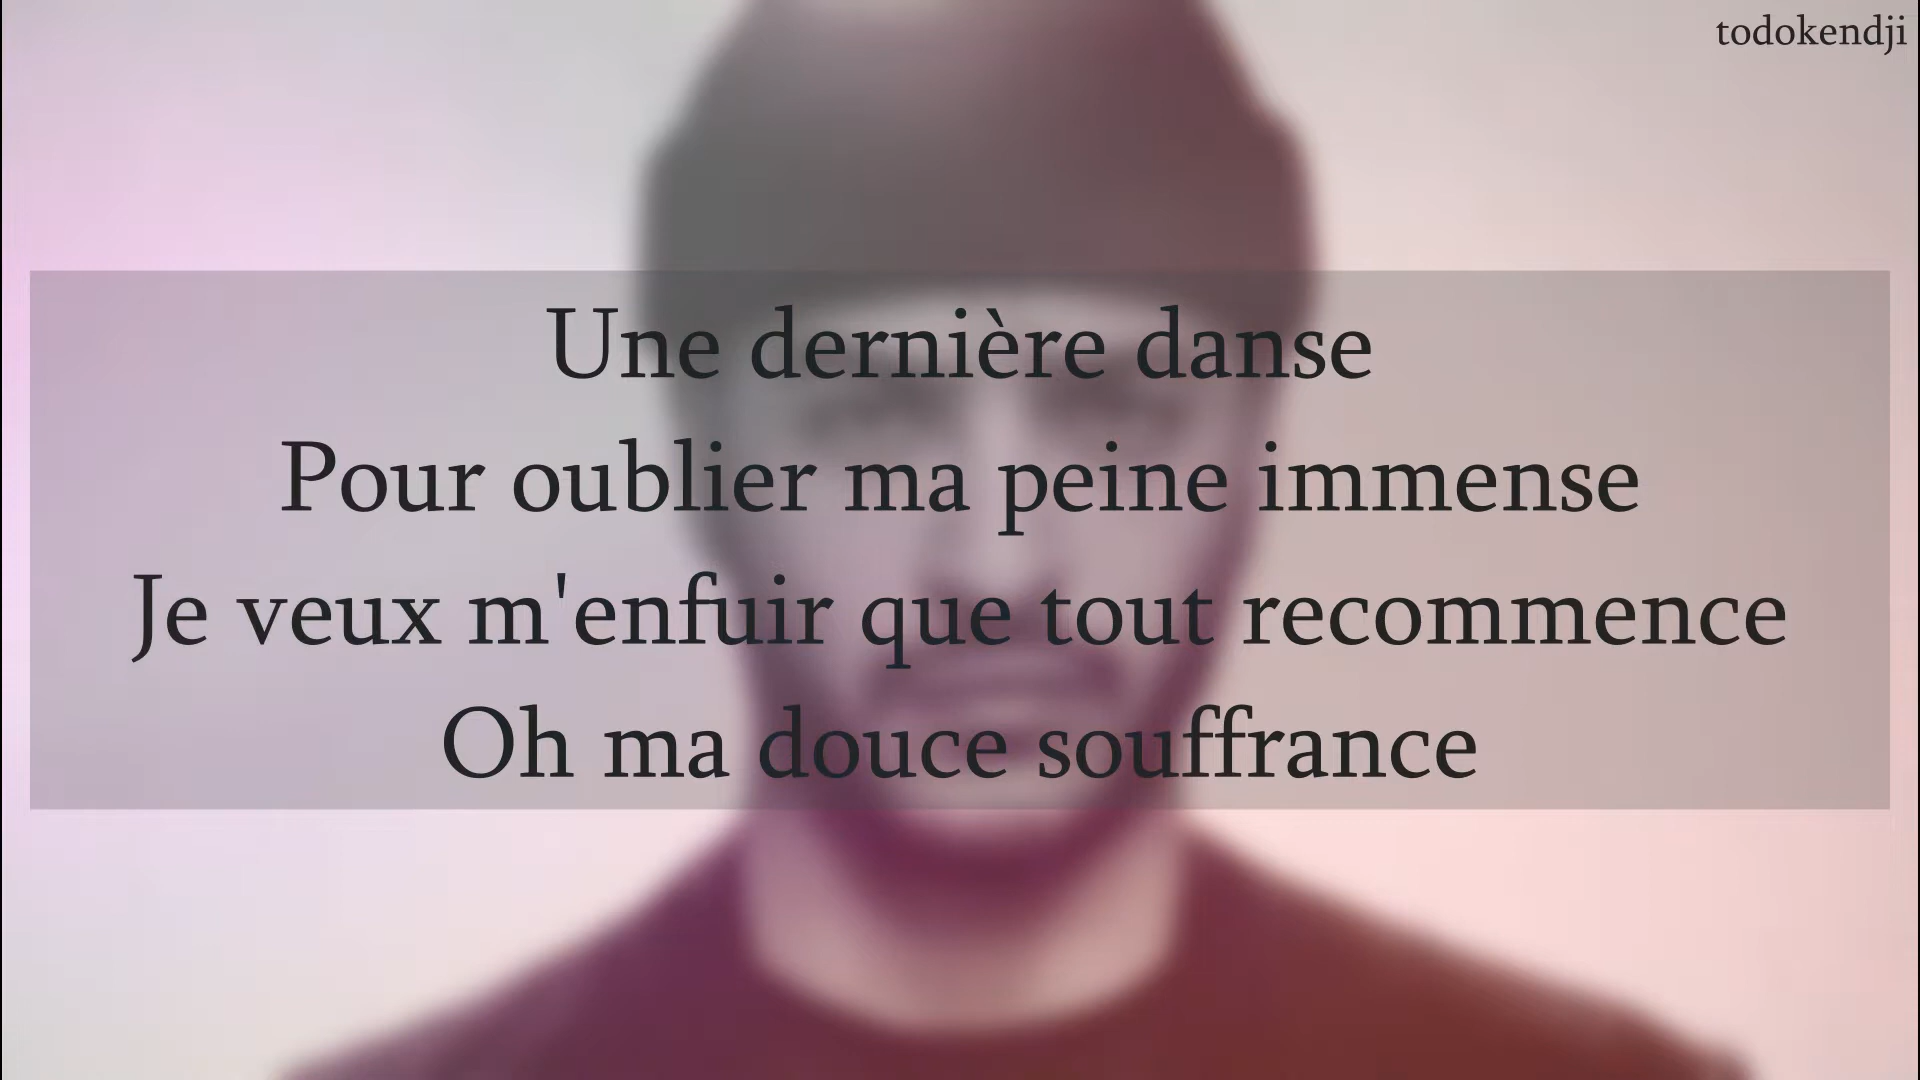 todokendji
Une dernière danse
Pour oublier ma peine immense
Je veux m'enfuir que tout recommence
Oh ma douce souffrance